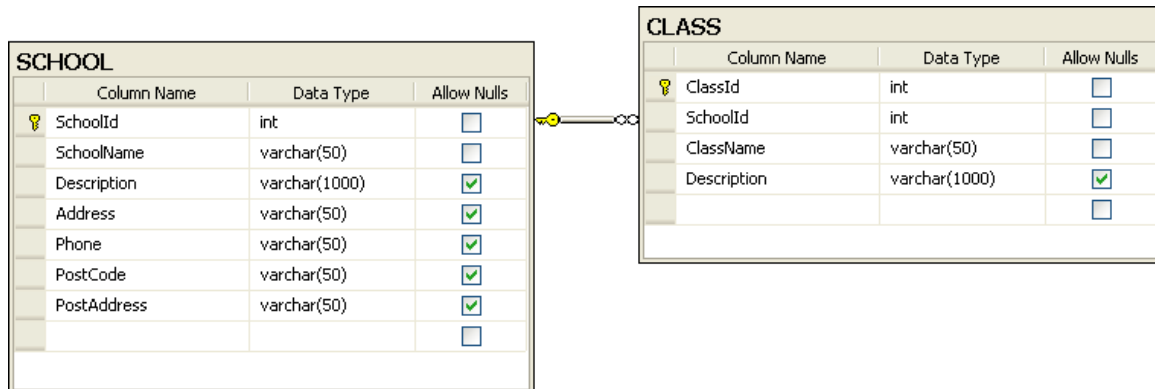 SCHOOL
Column Name Data Type Allow Nulls
SchoolId int
SchoolName varchar(50)
Description varchar(1000)
Address varchar(50)
Phone varchar(50)
PostCode varchar(50)
PostAddress varchar(50)
CLASS
Column Name Data Type Allow Nulls
ClassId int
SchoolId int
ClassName varchar(50)
Description varchar(1000)